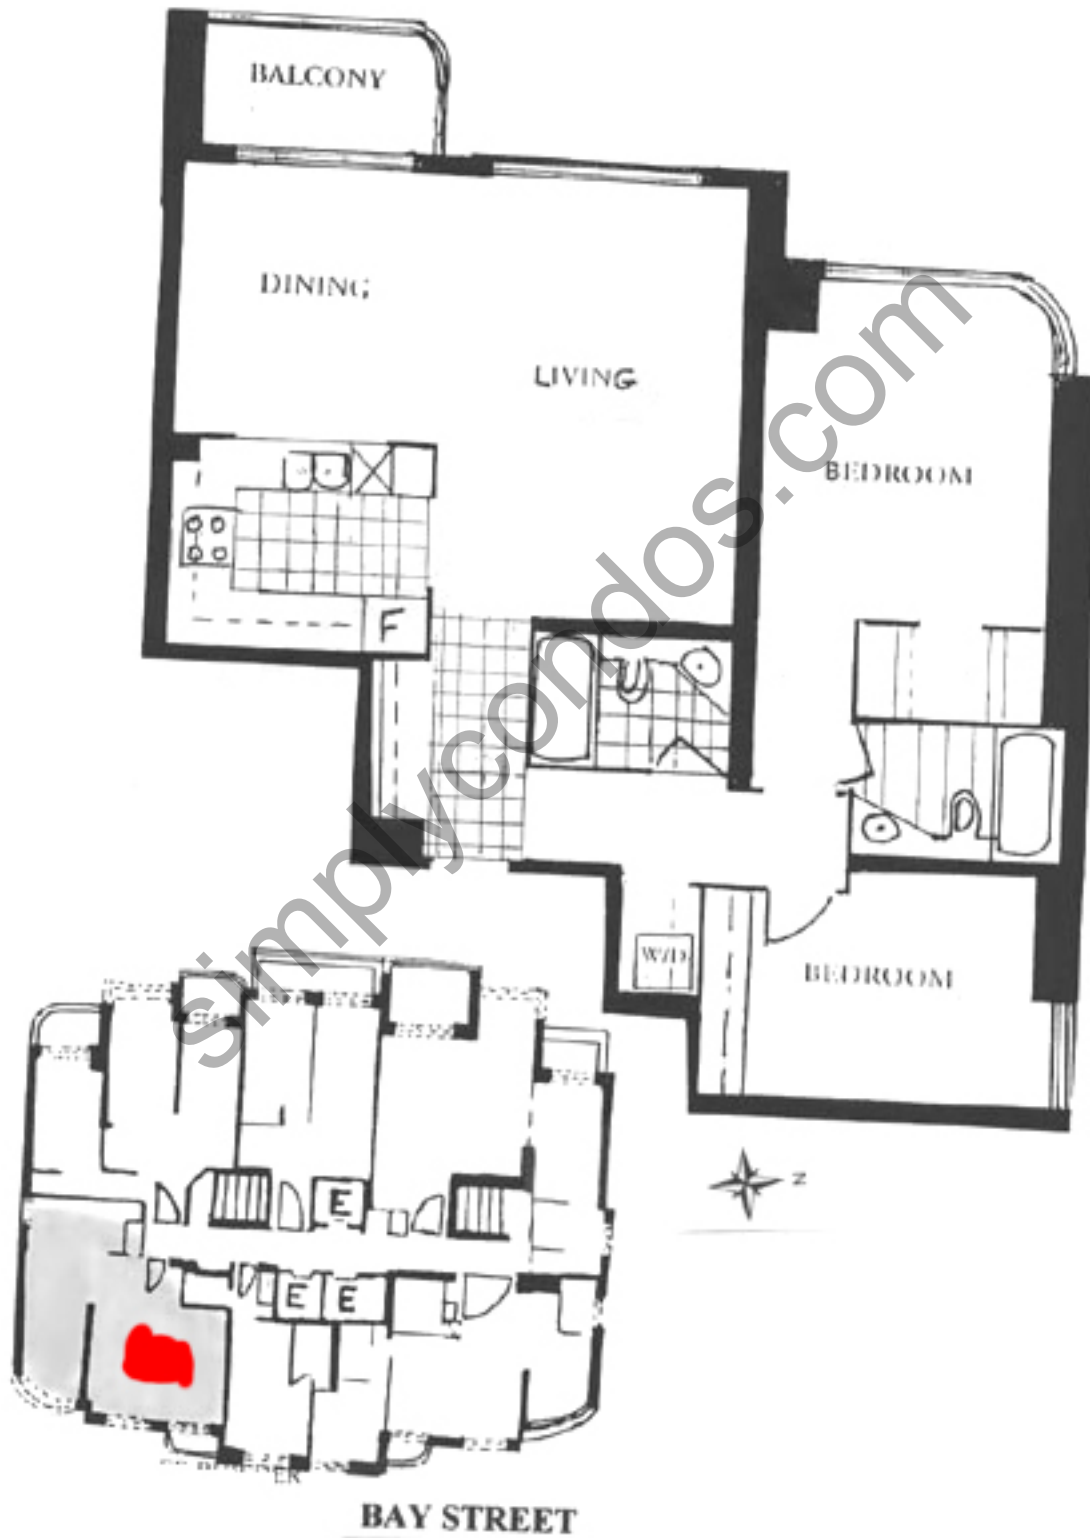 BALCONY
DINING
LIVING
BEDROOM
F
W/D
BEDROOM
simplycondos.com
N
E
E E
BAY STREET